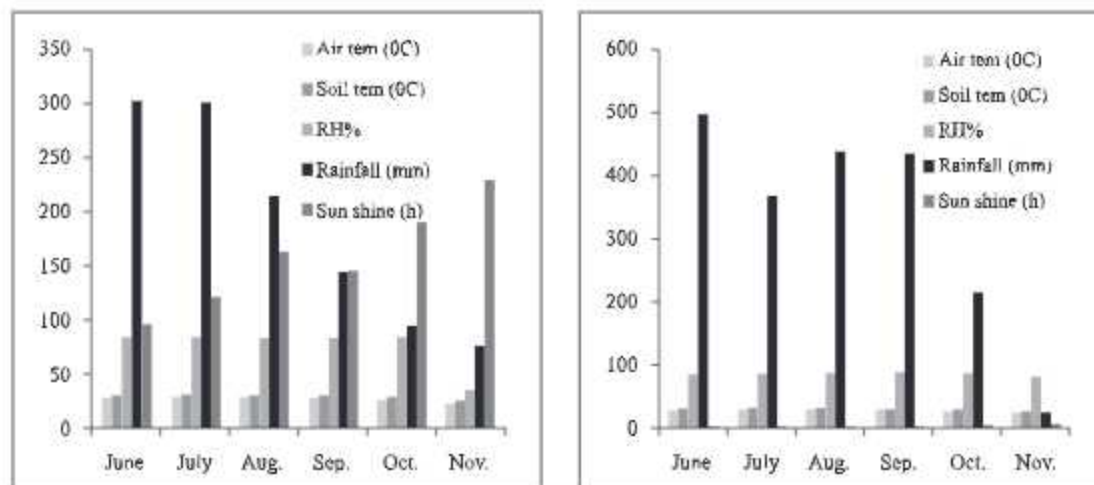 350
300
250
200
150
100
50
0
Air tem (0C)
Soil tem (0C)
RH%
Rainfall (mm)
Sun shine (h)
June July Aug. Sep. Oct. Nov.
600
500
400
300
200
100
0
Air tem (0C)
Soil tem (0C)
RH%
Rainfall (mm)
Sun shine (h)
June July Aug. Sep. Oct. Nov.